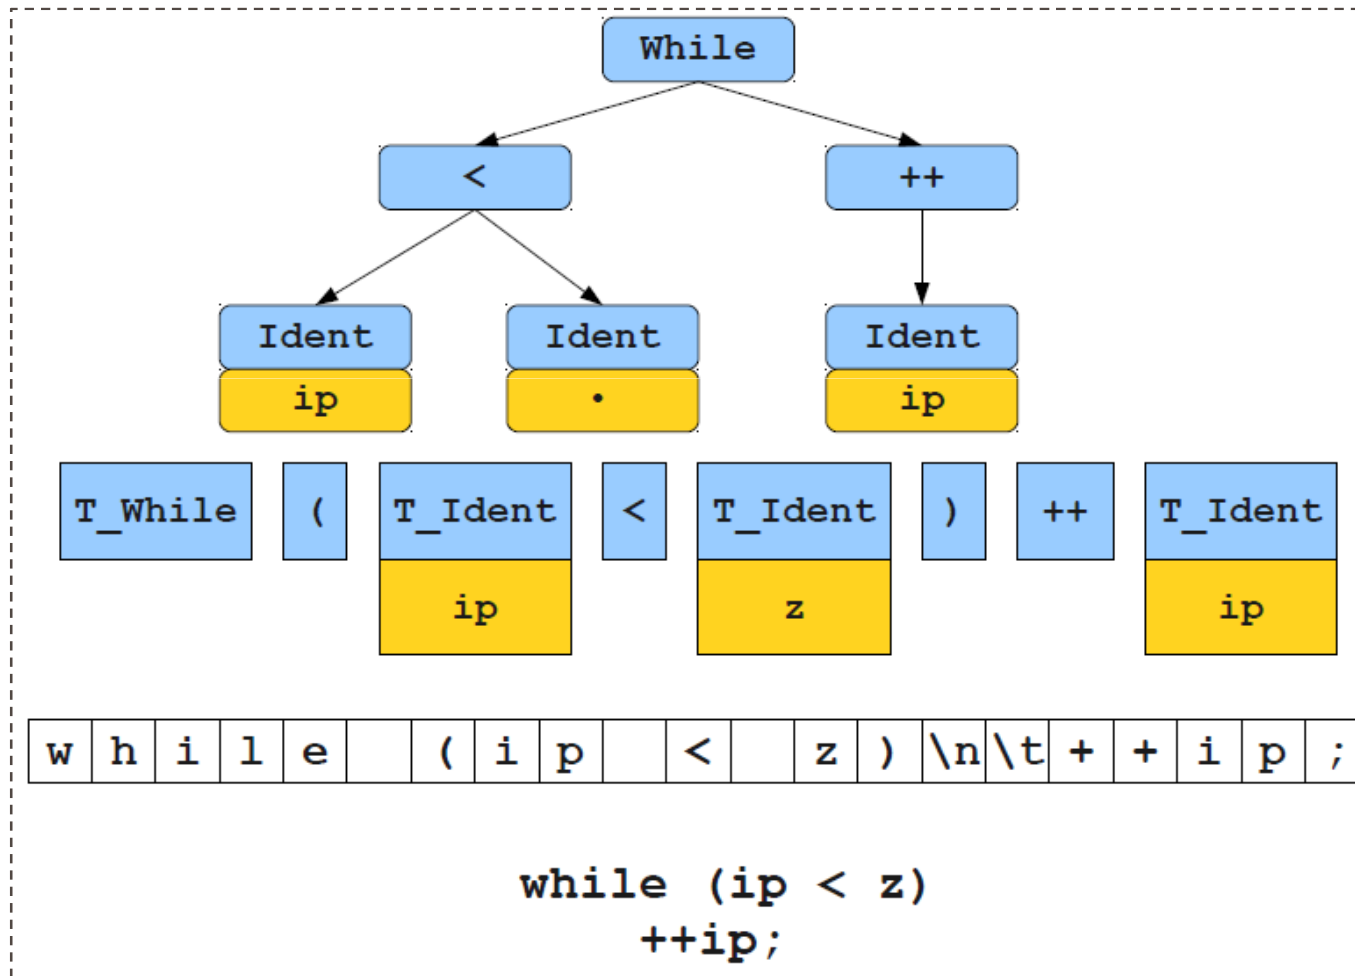 While
< ++
Ident Ident Ident
ip • ip
T_While ( T_Ident < T_Ident ) ++ T_Ident
ip z ip
w h i l e ( i p < z ) \n \t + + i p ;
while (ip < z)
++ip;